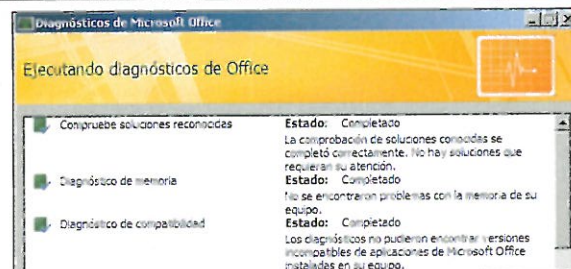 Diagnósticos de Microsoft Office
Ejecutando diagnósticos de Office
Compruebe soluciones reconocidas
Estado: Completado
La comprobación de soluciones conocidas se
completó correctamente. No hay soluciones que
requieran su atención.
Diagnóstico de memoria
Estado: Completado
No se encontraron problemas con la memoria de su
equipo.
Diagnóstico de compatibilidad
Estado: Completado
Los diagnósticos no pudieron encontrar versiones
incompatibles de aplicaciones de Microsoft Office
instaladas en su equipo.